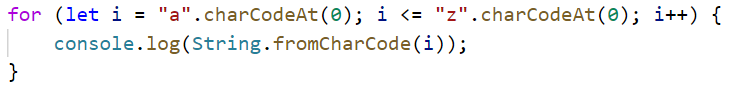 for (let i = "a".charCodeAt(0); i <= "z".charCodeAt(0); i++) {
    console.log(String.fromCharCode(i));
}